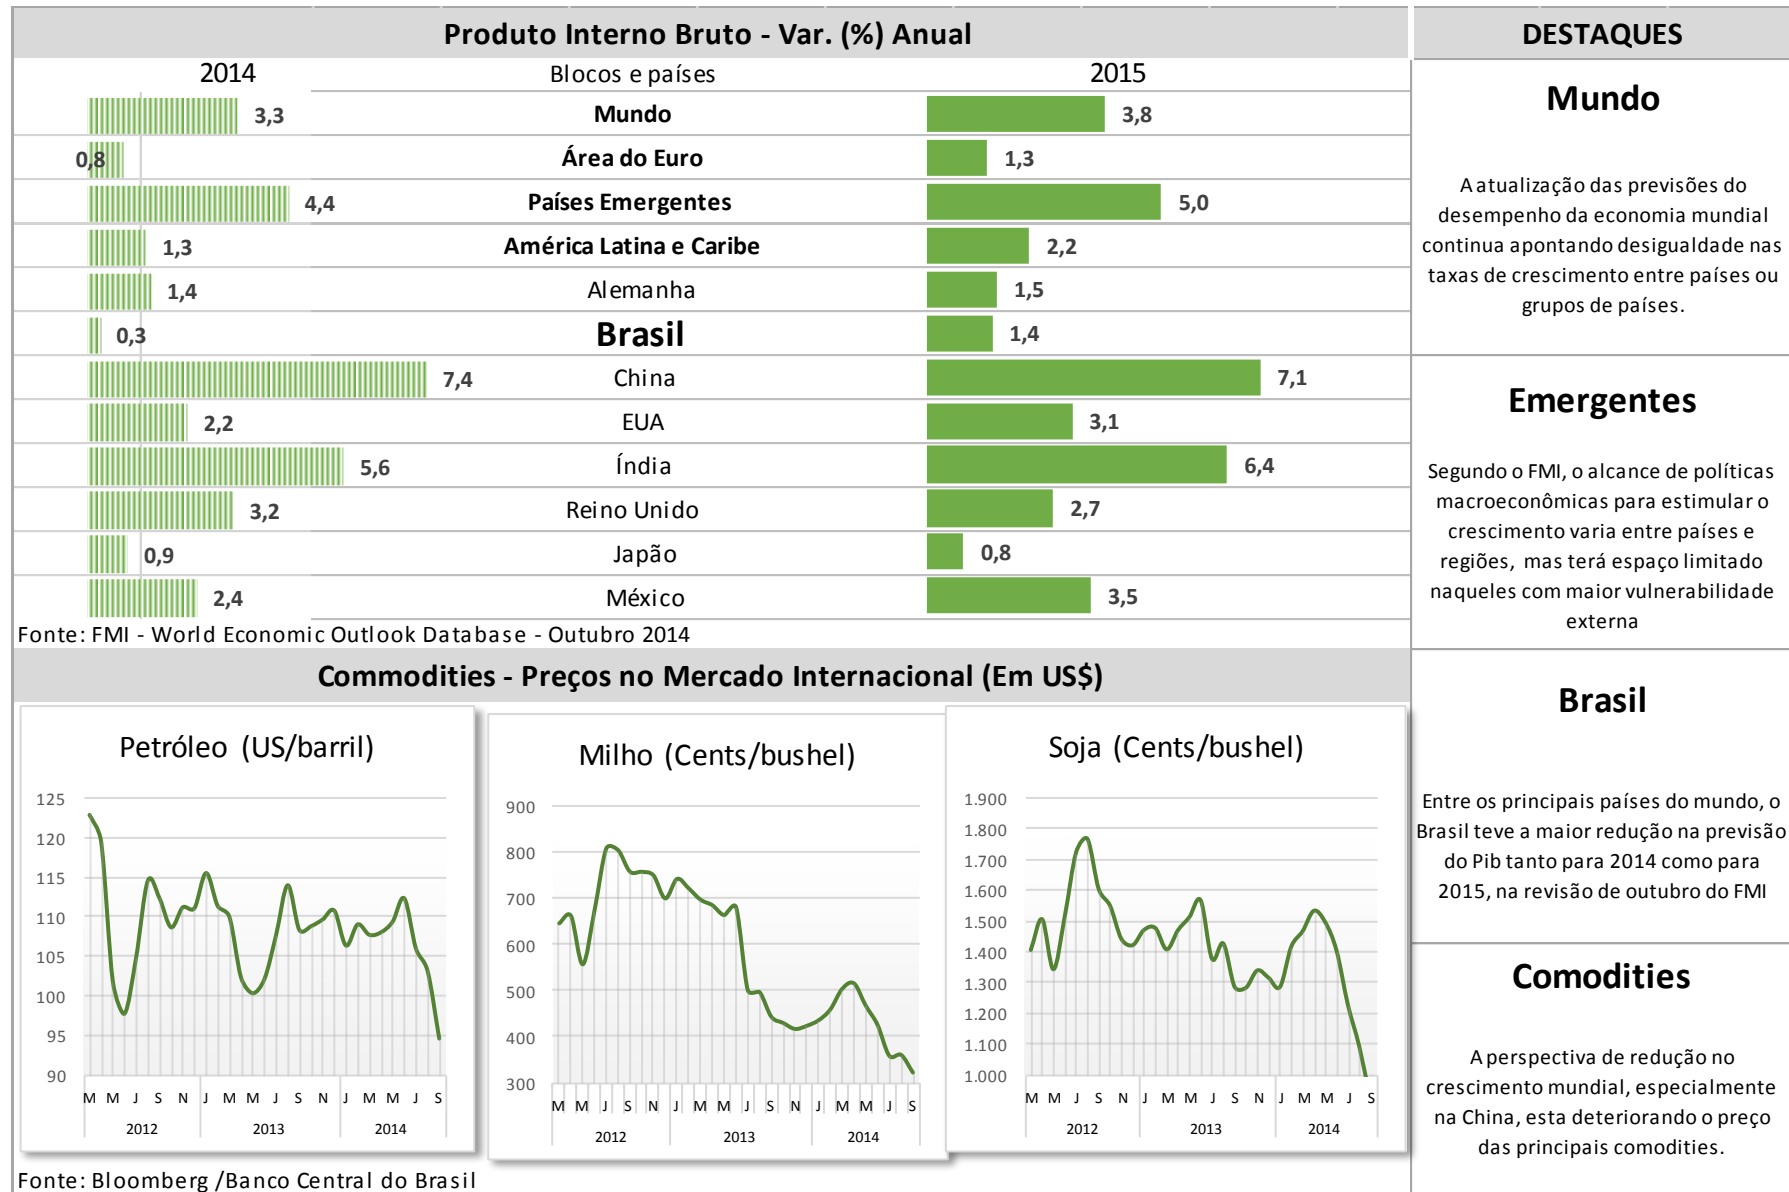 Produto Interno Bruto - Var. (%) Anual
2014 Blocos e países 2015
3,3 Mundo 3,8
0,8 Área do Euro 1,3
4,4 Países Emergentes 5,0
1,3 América Latina e Caribe 2,2
1,4 Alemanha 1,5
0,3 Brasil 1,4
7,4 China 7,1
2,2 EUA 3,1
5,6 Índia 6,4
3,2 Reino Unido 2,7
0,9 Japão 0,8
2,4 México 3,5
Fonte: FMI - World Economic Outlook Database - Outubro 2014
Commodities - Preços no Mercado Internacional (Em US$)
Petróleo (US/barril)
125
120
115
110
105
100
95
90
M M J S N J M M J S N J M M J S
2012 2013 2014
Milho (Cents/bushel)
900
800
700
600
500
400
300
M M J S N J M M J S N J M M J S
2012 2013 2014
Soja (Cents/bushel)
1.900
1.800
1.700
1.600
1.500
1.400
1.300
1.200
1.100
1.000
M M J S N J M M J S N J M M J S
2012 2013 2014
Fonte: Bloomberg /Banco Central do Brasil
DESTAQUES
Mundo
A atualização das previsões do
desempenho da economia mundial
continua apontando desigualdade nas
taxas de crescimento entre países ou
grupos de países.
Emergentes
Segundo o FMI, o alcance de políticas
macroeconômicas para estimular o
crescimento varia entre países e
regiões, mas terá espaço limitado
naqueles com maior vulnerabilidade
externa
Brasil
Entre os principais países do mundo, o
Brasil teve a maior redução na previsão
do Pib tanto para 2014 como para
2015, na revisão de outubro do FMI
Comodities
A perspectiva de redução no
crescimento mundial, especialmente
na China, esta deteriorando o preço
das principais comodities.